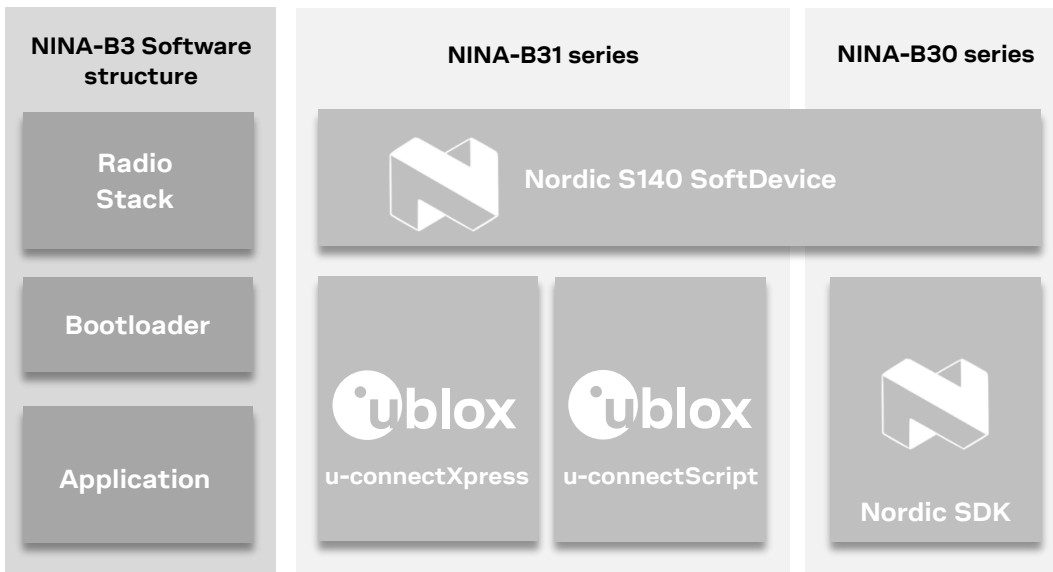 NINA-B3 Software
structure
Radio
Stack
Bootloader
Application
NINA-B31 series
NINA-B30 series
Nordic S140 SoftDevice
ublox
u-connectXpress
ublox
u-connectScript
Nordic SDK